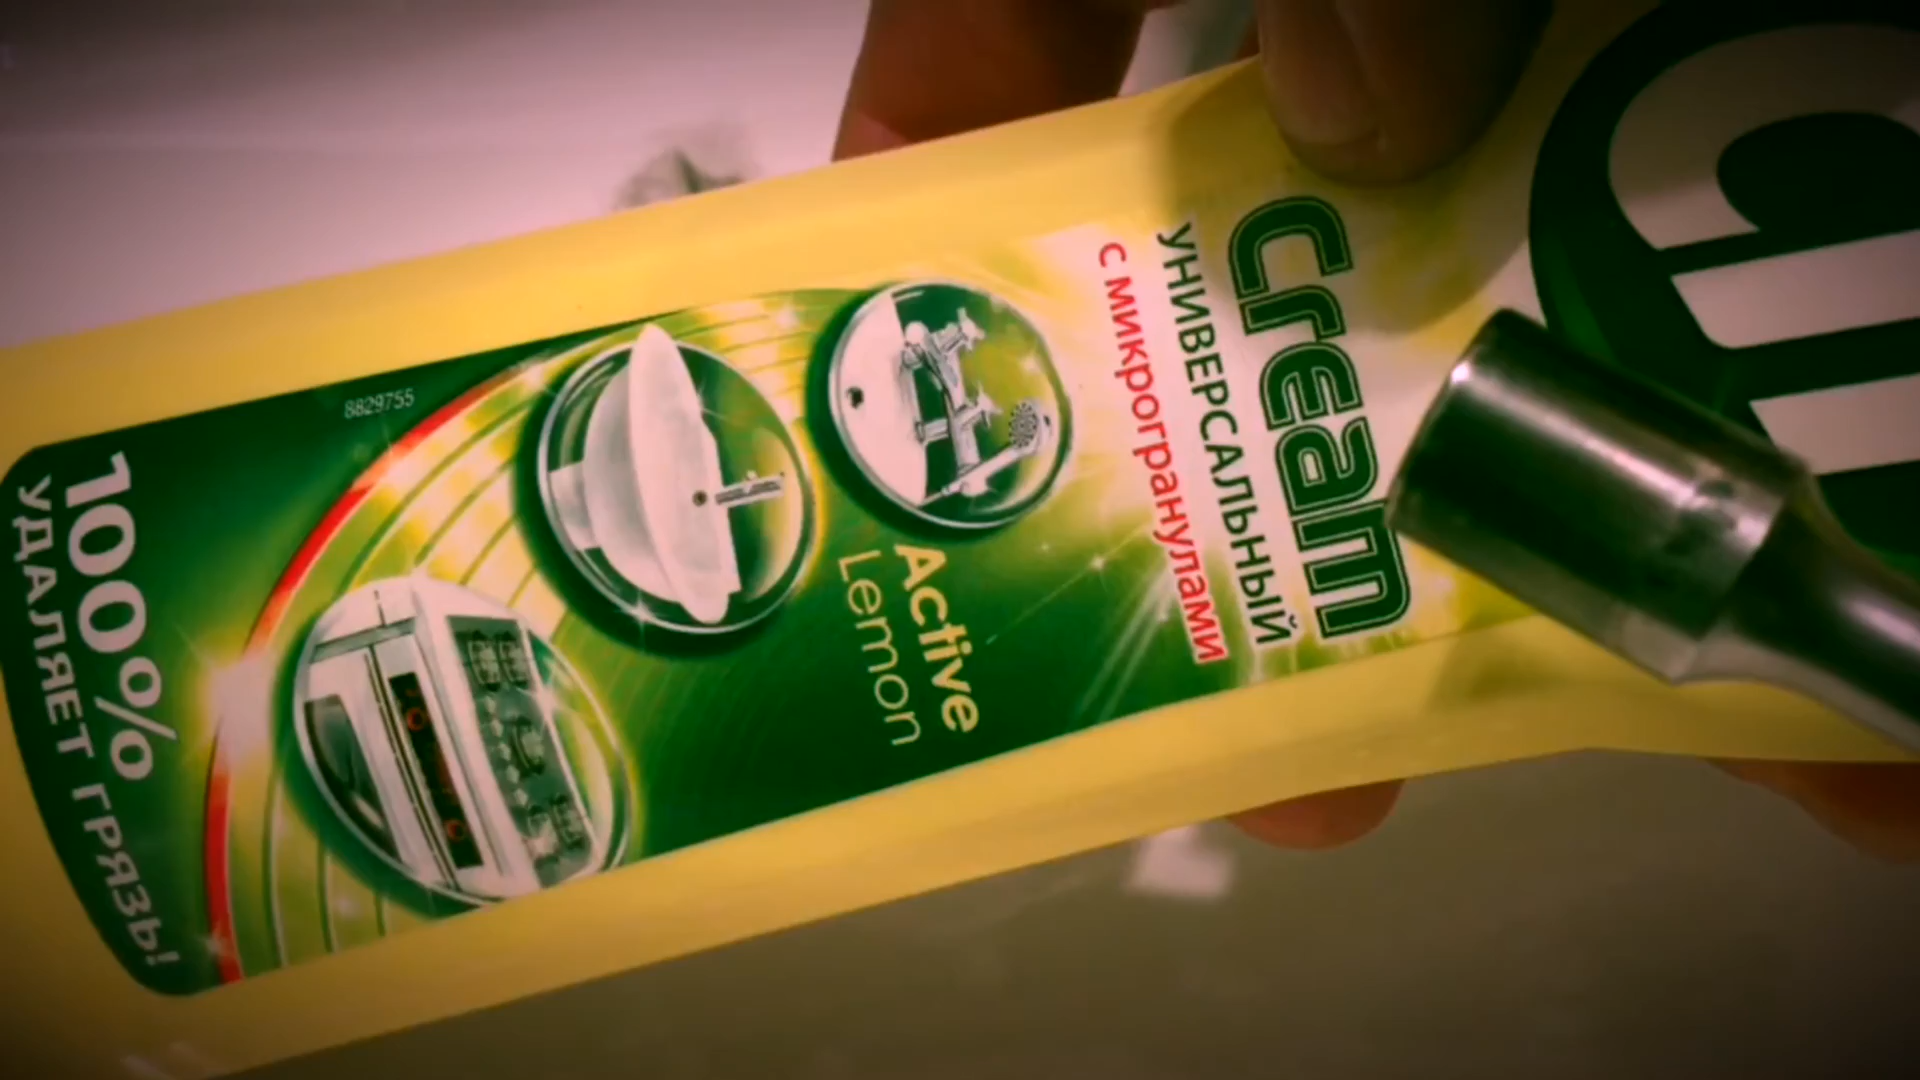 Cream
УНИВЕРСАЛЬНЫЙ
с микрогранулами
Active
Lemon
8829755
100%
УДАЛЯЕТ ГРЯЗЬ!